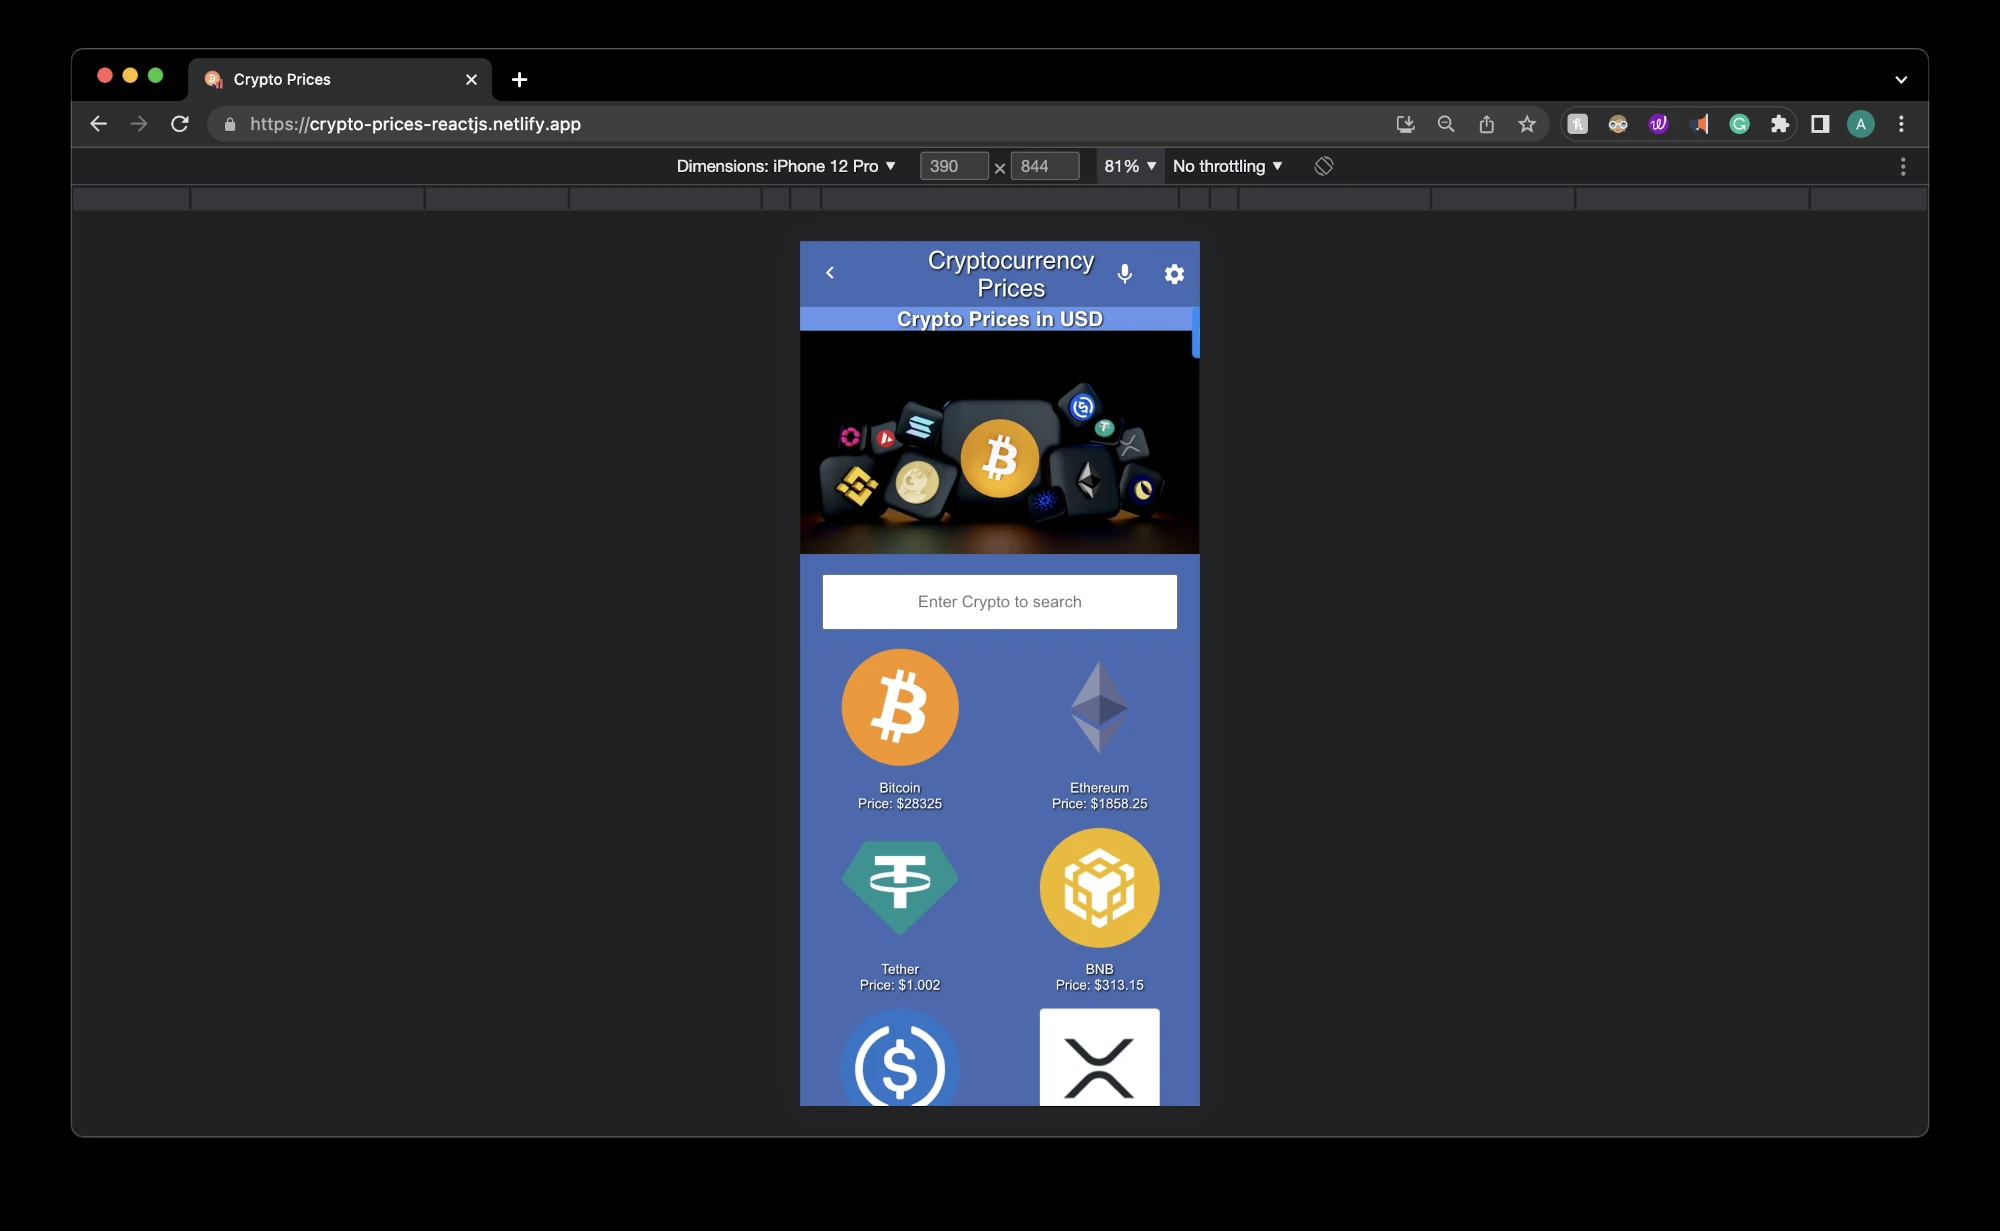 Crypto Prices
https://crypto-prices-reactjs.netlify.app
A
Dimensions: iPhone 12 Pro 390 × 844 81% No throttling
Cryptocurrency
Prices
Crypto Prices in USD
Enter Crypto to search
Bitcoin
Price: $28325
Ethereum
Price: $1858.25
Tether
Price: $1.002
BNB
Price: $313.15